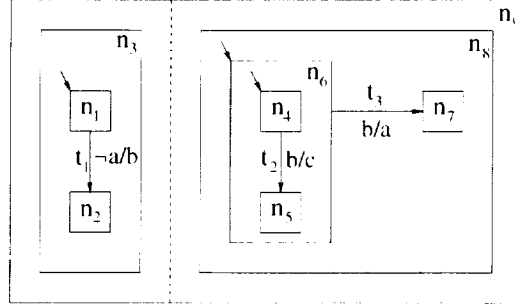 n₃
n₈
n₆
n₁
n₄
t₃
n₇
b/a
t₁ ¬a/b
t₂ b/c
n₂
n₅